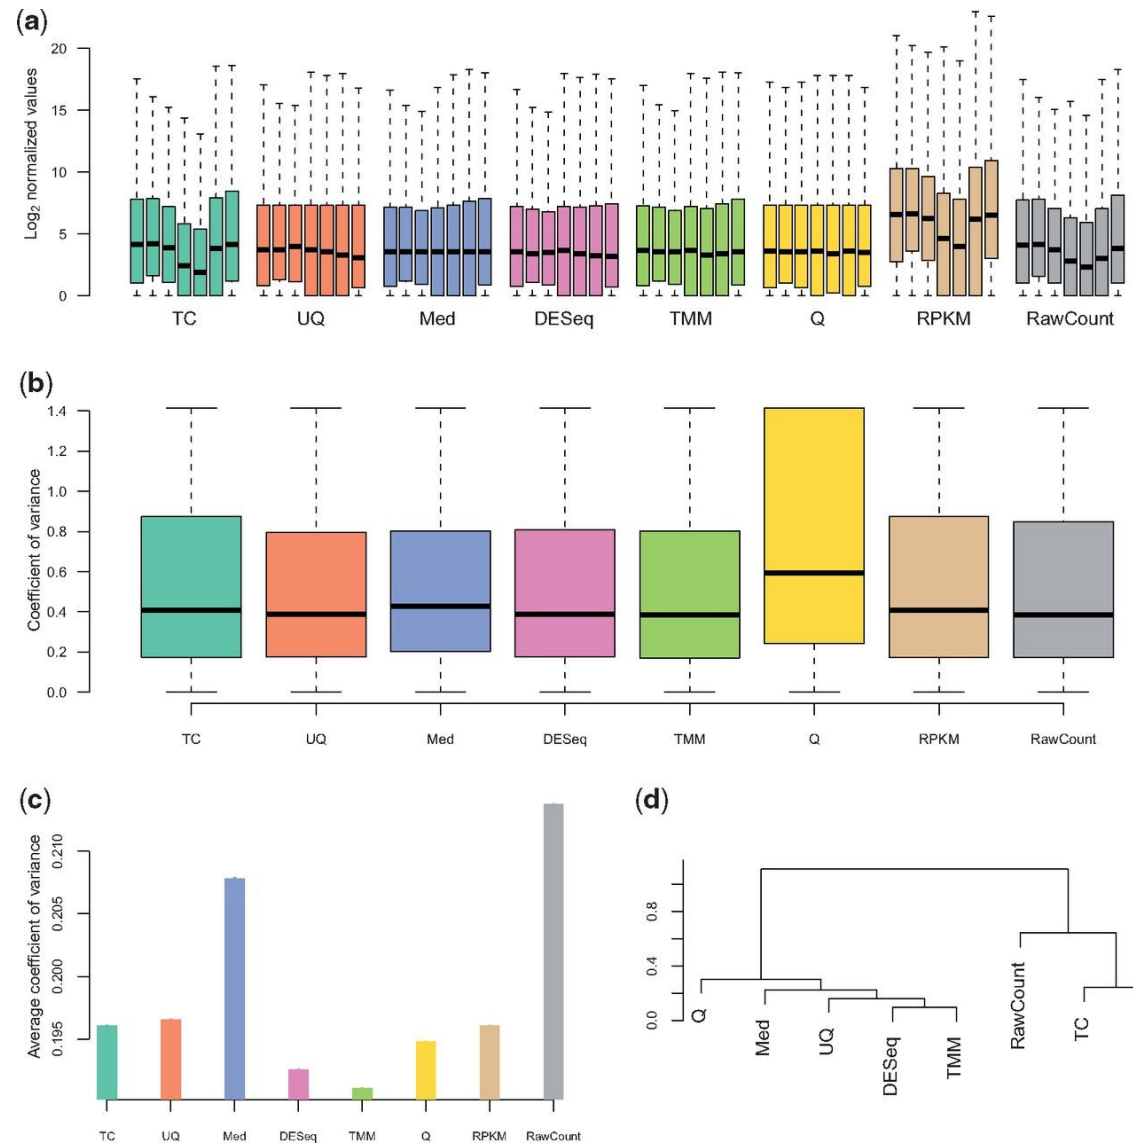 (a)
Log2 normalized values
20
15
10
5
0
TC UQ Med DESeq TMM Q RPKM RawCount
(b)
Coefficient of variance
1.4
1.2
1.0
0.8
0.6
0.4
0.2
0.0
TC UQ Med DESeq TMM Q RPKM RawCount
(c)
Average coefficient of variance
0.210
0.205
0.200
0.195
TC UQ Med DESeq TMM Q RPKM RawCount
(d)
0.8
0.4
0.0
Q Med UQ DESeq TMM RawCount TC